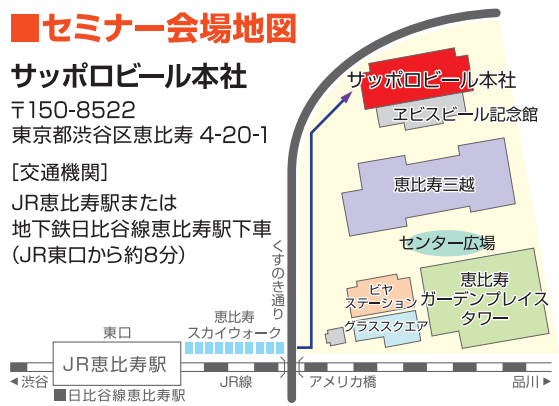 ■セミナー会場地図
サッポロビール本社
〒150-8522
東京都渋谷区恵比寿 4-20-1
［交通機関］
JR恵比寿駅または
地下鉄日比谷線恵比寿駅下車
（JR東口から約8分）
サッポロビール本社
ヱビスビール記念館
恵比寿三越
センター広場
くすのき通り
ビヤ
ステーション
グラススクエア
恵比寿
ガーデンプレイス
タワー
恵比寿
スカイウォーク
東口
JR恵比寿駅
◀渋谷
■日比谷線恵比寿駅
JR線
アメリカ橋
品川▶